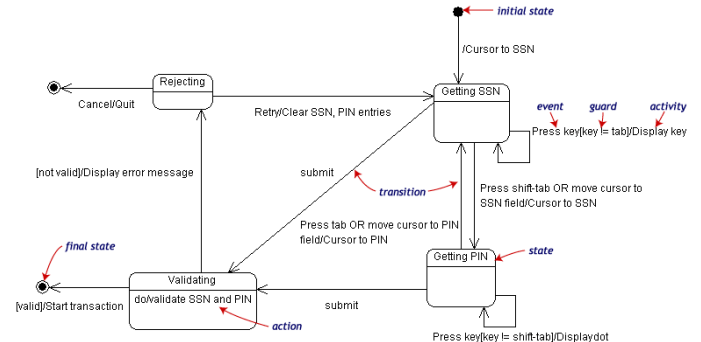 initial state
/Cursor to SSN
Rejecting
Getting SSN
Cancel/Quit
Retry/Clear SSN, PIN entries
event
guard
activity
Press key[key != tab]/Display key
[not valid]/Display error message
submit
transition
Press shift-tab OR move cursor to
SSN field/Cursor to SSN
Press tab OR move cursor to PIN
field/Cursor to PIN
final state
Getting PIN
state
Validating
do/validate SSN and PIN
[valid]/Start transaction
submit
action
Press key[key != shift-tab]/Displaydot